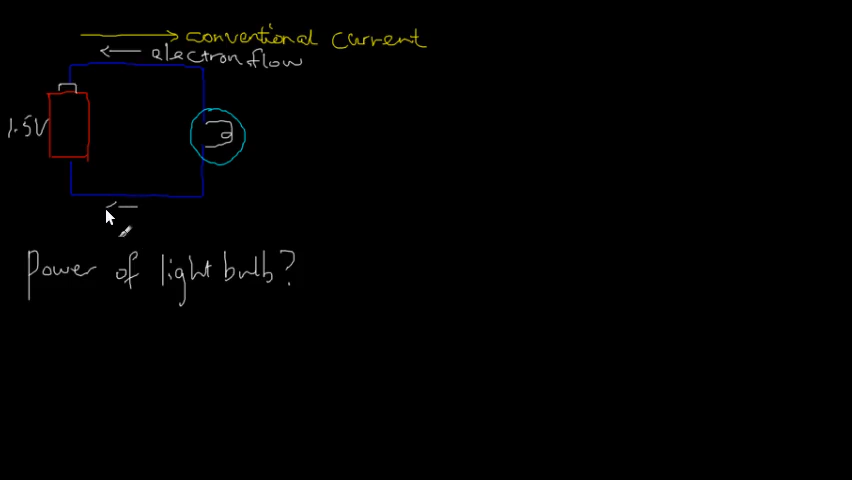 conventional current
electron flow
1.5V
Power of light bulb?